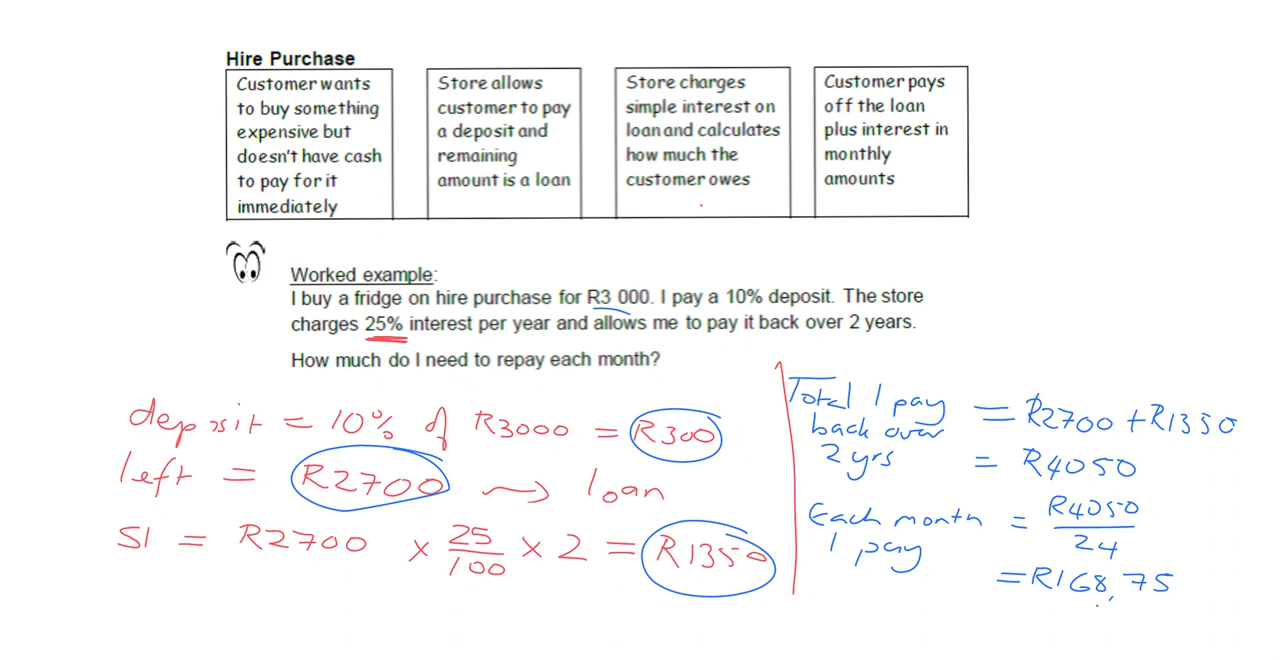 Hire Purchase
Customer wants
to buy something
expensive but
doesn't have cash
to pay for it
immediately
Store allows
customer to pay
a deposit and
remaining
amount is a loan
Store charges
simple interest on
loan and calculates
how much the
customer owes
Customer pays
off the loan
plus interest in
monthly
amounts
Worked example:
I buy a fridge on hire purchase for R3 000. I pay a 10% deposit. The store
charges 25% interest per year and allows me to pay it back over 2 years.
How much do I need to repay each month?
deposit = 10% of R3000 = R300
left = R2700 → loan
SI = R2700 × 25/100 × 2 = R1350
Total I pay = R2700 + R1350
back over
2 yrs = R4050
Each month = R4050/24
I pay
= R168,75